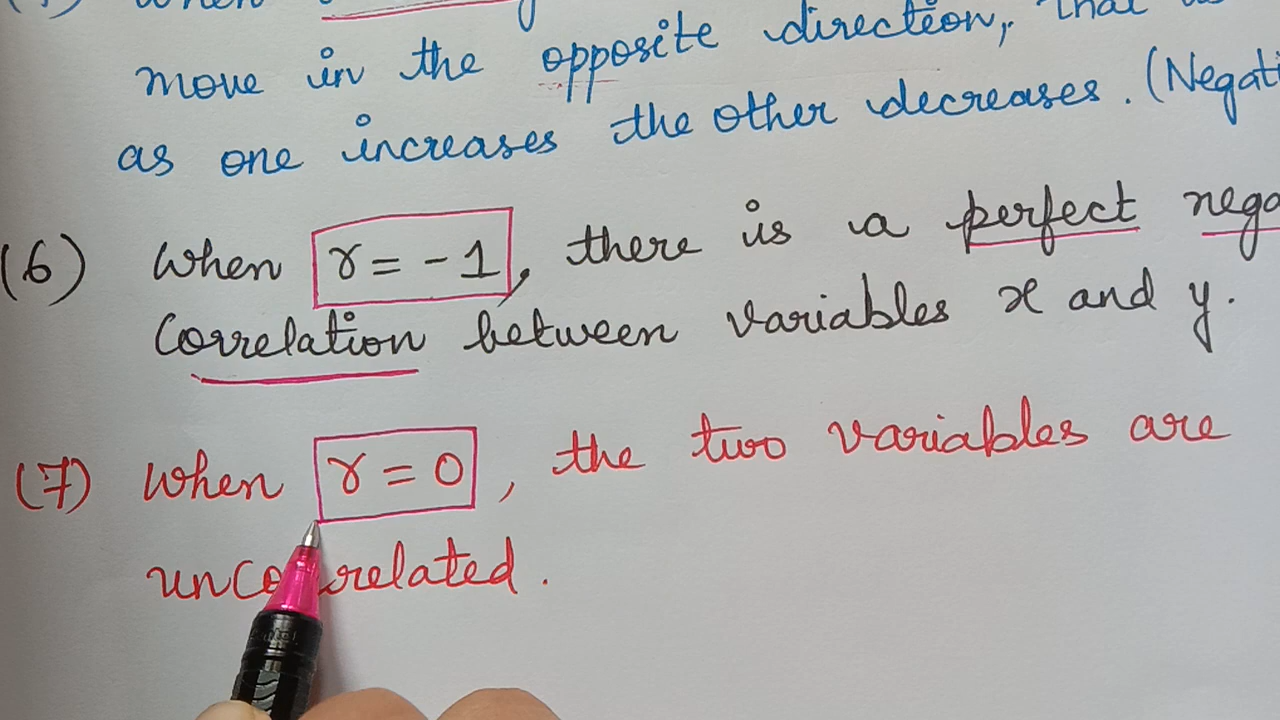 move in the opposite direction, that
as one increases the other decreases. (Negati
(6) When r = -1, there is a perfect nega
Correlation between variables x and y.
(7) When r = 0, the two variables are
uncorrelated.